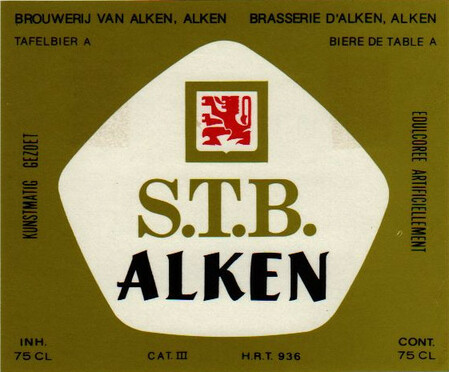 BROUWERIJ VAN ALKEN, ALKEN
BRASSERIE D'ALKEN, ALKEN
TAFELBIER A
BIERE DE TABLE A
KUNSTMATIG GEZOET
EDULCOREE ARTIFICIELLEMENT
S.T.B.
ALKEN
INH.
75 CL
CAT. III
H.R.T. 936
CONT.
75 CL